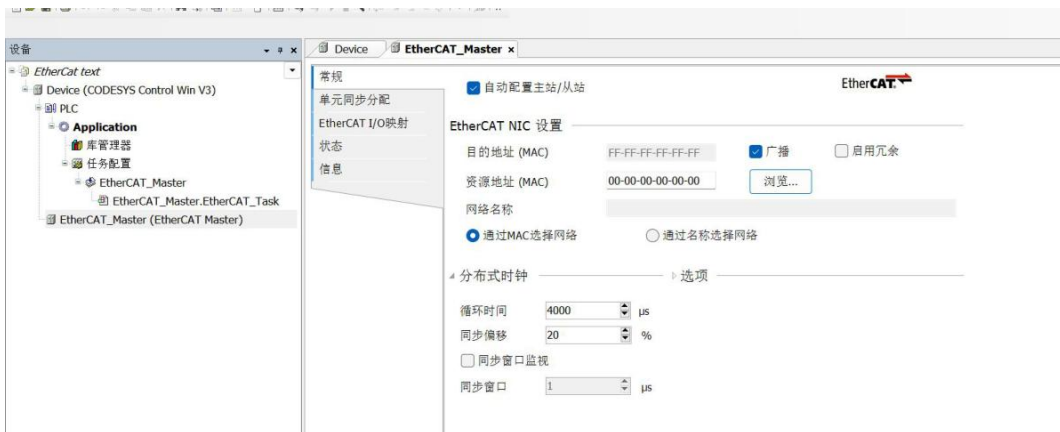 设备
Device
EtherCAT_Master
EtherCat text
Device (CODESYS Control Win V3)
PLC
Application
库管理器
任务配置
EtherCAT_Master
EtherCAT_Master.EtherCAT_Task
EtherCAT_Master (EtherCAT Master)
常规
单元同步分配
EtherCAT I/O映射
状态
信息
自动配置主站/从站
EtherCAT
EtherCAT NIC 设置
目的地址 (MAC) FF-FF-FF-FF-FF-FF 广播 启用冗余
资源地址 (MAC) 00-00-00-00-00-00 浏览...
网络名称
通过MAC选择网络 通过名称选择网络
分布式时钟 选项
循环时间 4000 µs
同步偏移 20 %
同步窗口监视
同步窗口 1 µs